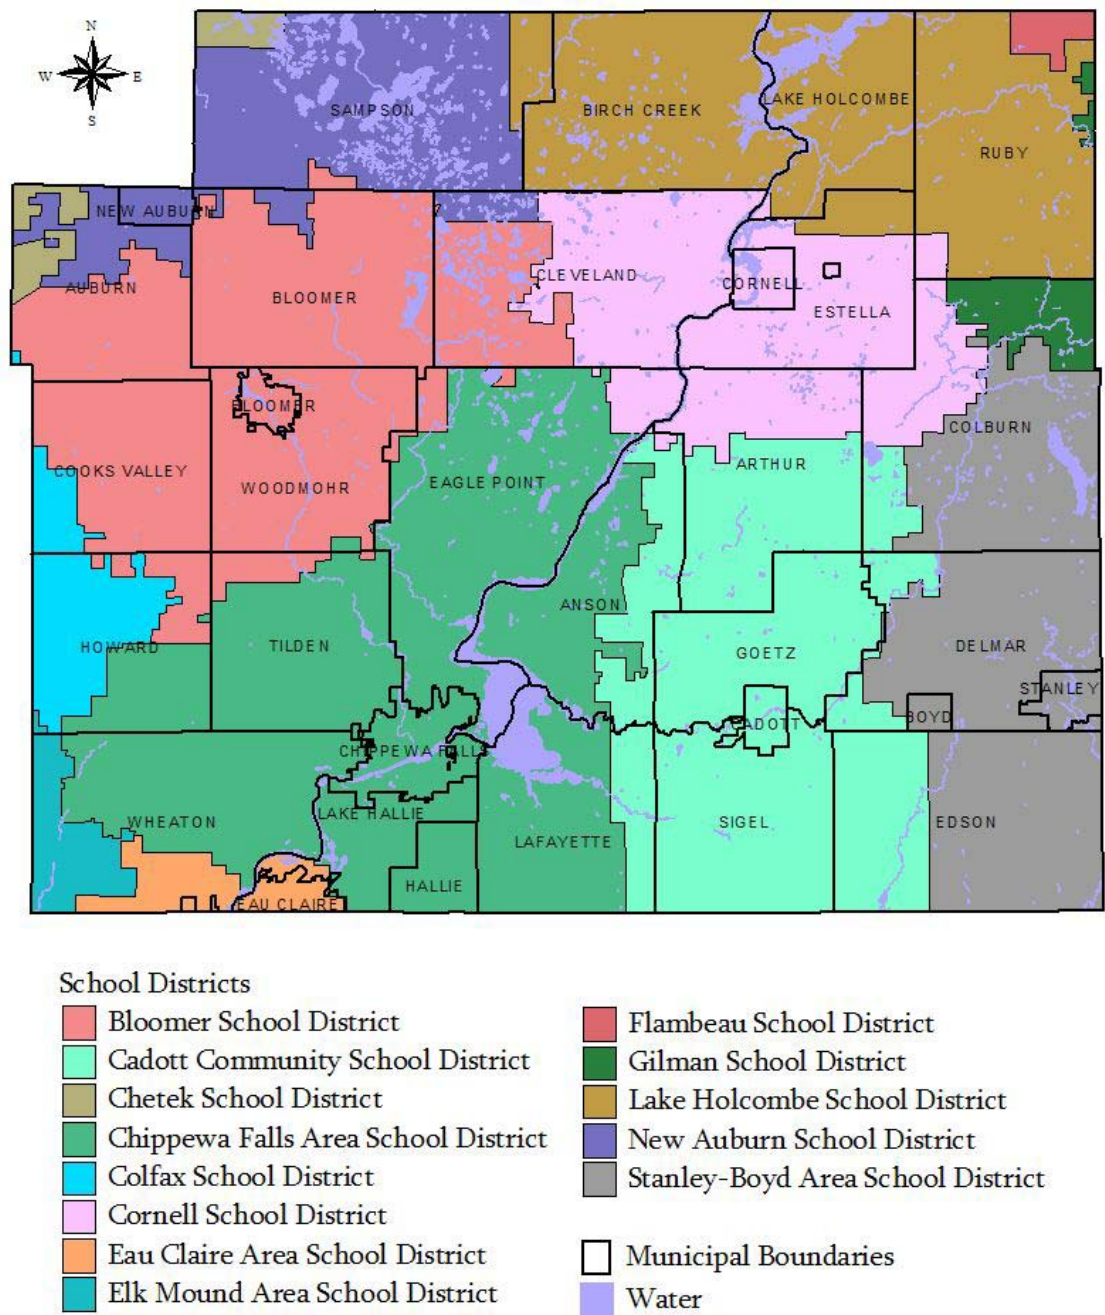 N
W E
S
SAMPSON
BIRCH CREEK
LAKE HOLCOMBE
RUBY
NEW AUBURN
AUBURN
BLOOMER
CLEVELAND
CORNELL
ESTELLA
BLOOMER
COOKS VALLEY
WOODMOHR
EAGLE POINT
ARTHUR
COLBURN
HOWARD
TILDEN
ANSON
GOETZ
DELMAR
STANLEY
BOYD
CADOTT
CHIPPEWA FALLS
WHEATON
LAKE HALLIE
LAFAYETTE
SIGEL
EDSON
HALLIE
EAU CLAIRE
School Districts
Bloomer School District
Cadott Community School District
Chetek School District
Chippewa Falls Area School District
Colfax School District
Cornell School District
Eau Claire Area School District
Elk Mound Area School District
Flambeau School District
Gilman School District
Lake Holcombe School District
New Auburn School District
Stanley-Boyd Area School District
Municipal Boundaries
Water